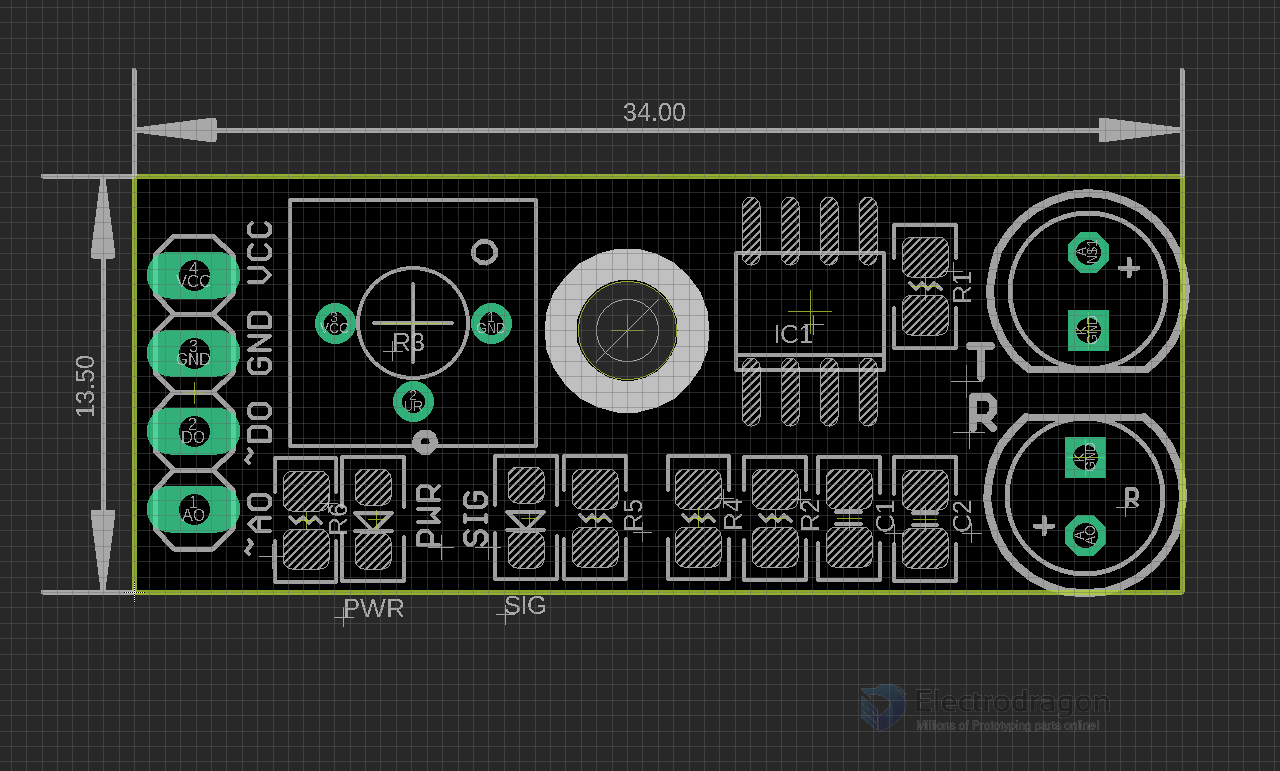 34.00
13.50
4
VCC
VCC
3
GND
GND
2
DO
~DO
1
AO
~AO
3
VCC
R3
1
GND
2
UR
IC1
R1
A
NS1
+
K
GND
T
R
K
GND
R
+
A
AO
R6
PWR
SIG
R5
R4
R2
C1
C2
PWR
SIG
Electrodragon
Millions of Prototyping parts online!